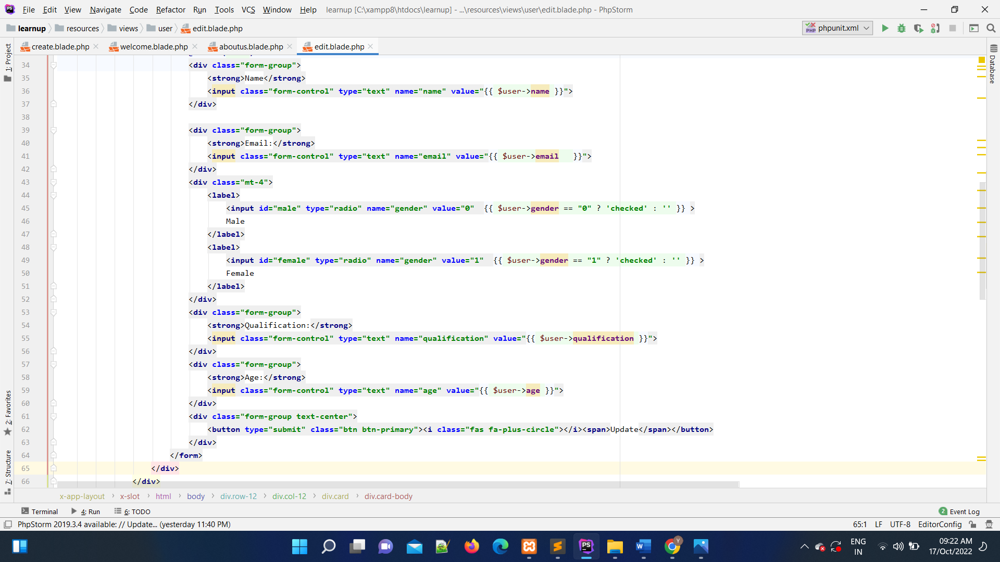 File Edit View Navigate Code Refactor Run Tools VCS Window Help learnup [C:\xampp8\htdocs\learnup] - ...\resources\views\user\edit.blade.php - PhpStorm
learnup resources views user edit.blade.php phpunit.xml
create.blade.php welcome.blade.php aboutus.blade.php edit.blade.php
1: Project
Database
34 <div class="form-group">
35 <strong>Name</strong>
36 <input class="form-control" type="text" name="name" value="{{ $user->name }}">
37 </div>
38
39 <div class="form-group">
40 <strong>Email:</strong>
41 <input class="form-control" type="text" name="email" value="{{ $user->email }}">
42 </div>
43 <div class="mt-4">
44 <label>
45 <input id="male" type="radio" name="gender" value="0" {{ $user->gender == "0" ? 'checked' : '' }} >
46 Male
47 </label>
48 <label>
49 <input id="female" type="radio" name="gender" value="1" {{ $user->gender == "1" ? 'checked' : '' }} >
50 Female
51 </label>
52 </div>
53 <div class="form-group">
54 <strong>Qualification:</strong>
55 <input class="form-control" type="text" name="qualification" value="{{ $user->qualification }}">
56 </div>
57 <div class="form-group">
58 <strong>Age:</strong>
59 <input class="form-control" type="text" name="age" value="{{ $user->age }}">
60 </div>
61 <div class="form-group text-center">
62 <button type="submit" class="btn btn-primary"><i class="fas fa-plus-circle"></i><span>Update</span></button>
63 </div>
64 </form>
65 </div>
66 </div>
2: Favorites
7: Structure
x-app-layout x-slot html body div.row-12 div.col-12 div.card div.card-body
Terminal 4: Run 6: TODO 2 Event Log
PhpStorm 2019.3.4 available: // Update... (yesterday 11:40 PM) 65:1 LF UTF-8 EditorConfig
ENG
IN
09:22 AM
17/Oct/2022